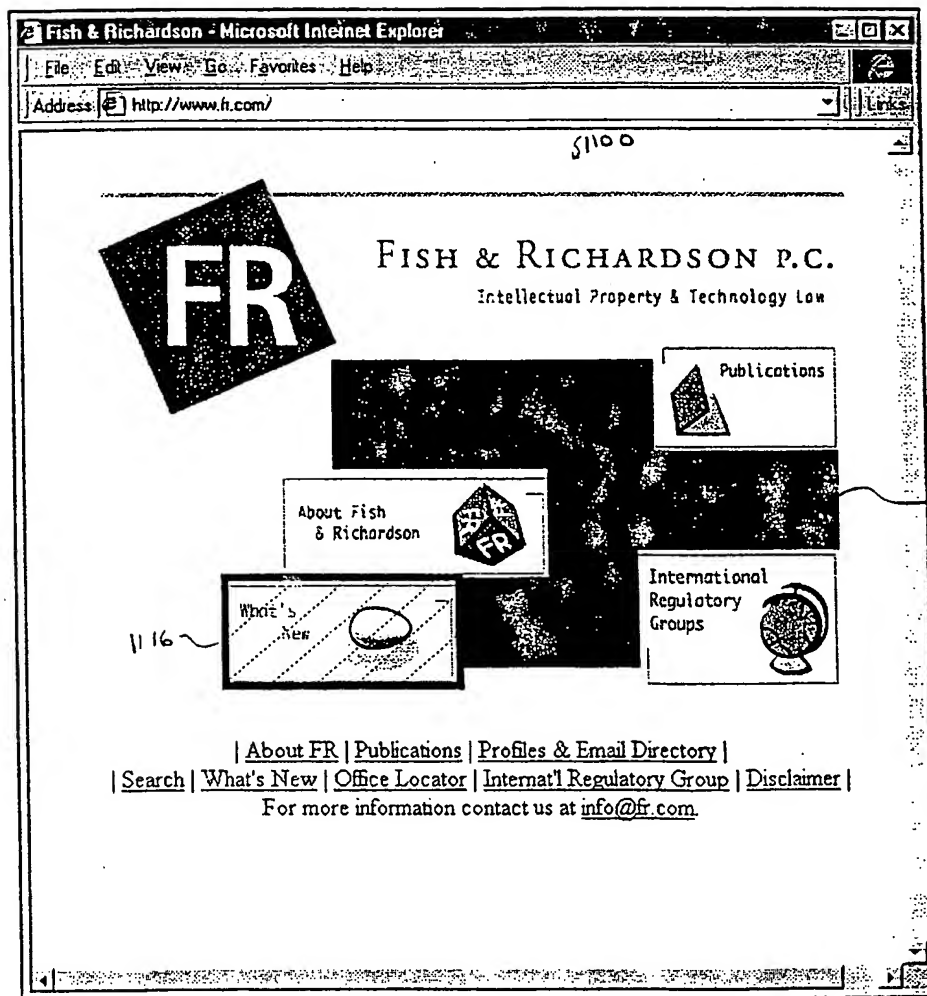 Fish & Richardson - Microsoft Internet Explorer
File Edit View Go Favorites Help
Address http://www.fr.com/ Links
1100
FR
FISH & RICHARDSON P.C.
Intellectual Property & Technology Law
Publications
About Fish
& Richardson
FR
International
Regulatory
Groups
What's
New
1116
| About FR | Publications | Profiles & Email Directory |
| Search | What's New | Office Locator | Internat'l Regulatory Group | Disclaimer |
For more information contact us at info@fr.com.